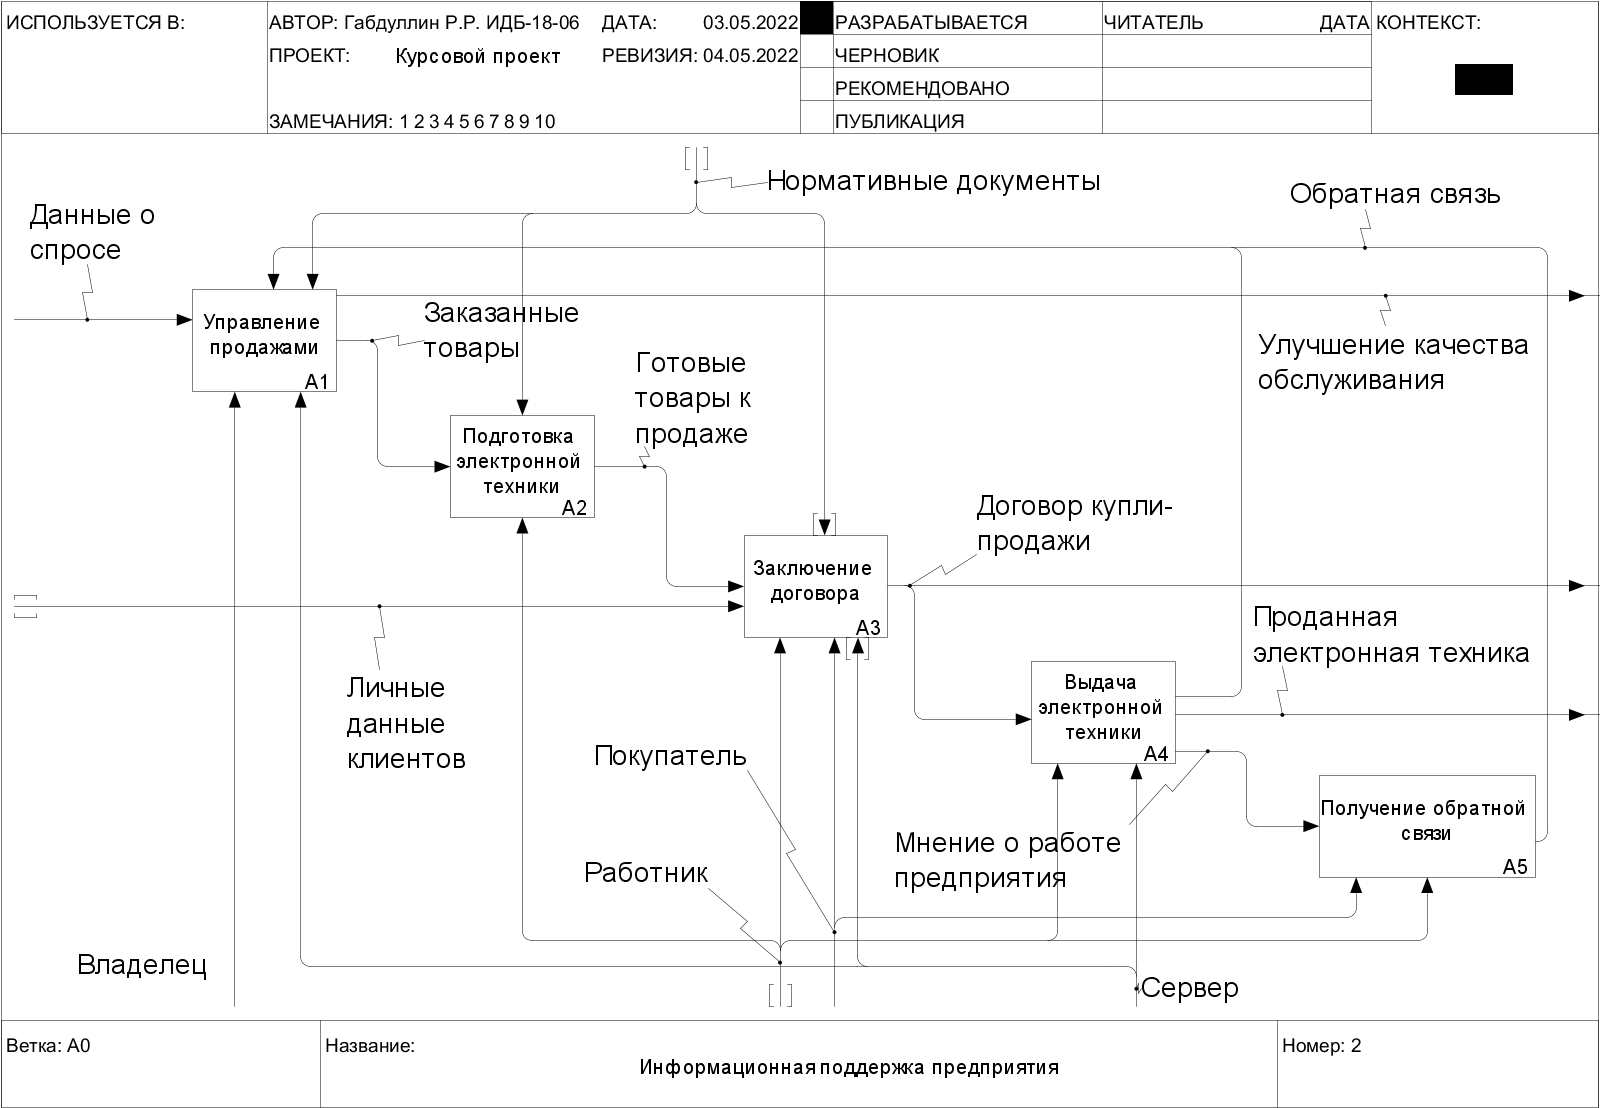 ИСПОЛЬЗУЕТСЯ В:
АВТОР: Габдуллин Р.Р. ИДБ-18-06
ДАТА: 03.05.2022
ПРОЕКТ: Курсовой проект
РЕВИЗИЯ: 04.05.2022
ЗАМЕЧАНИЯ: 1 2 3 4 5 6 7 8 9 10
РАЗРАБАТЫВАЕТСЯ
ЧЕРНОВИК
РЕКОМЕНДОВАНО
ПУБЛИКАЦИЯ
ЧИТАТЕЛЬ
ДАТА
КОНТЕКСТ:
Нормативные документы
Обратная связь
Данные о
спросе
Управление
продажами
A1
Заказанные
товары
Улучшение качества
обслуживания
Готовые
товары к
продаже
Подготовка
электронной
техники
A2
Договор купли-
продажи
Заключение
договора
A3
Проданная
электронная техника
Личные
данные
клиентов
Выдача
электронной
техники
A4
Покупатель
Получение обратной
связи
A5
Мнение о работе
предприятия
Работник
Владелец
Сервер
Ветка: A0
Название:
Информационная поддержка предприятия
Номер: 2